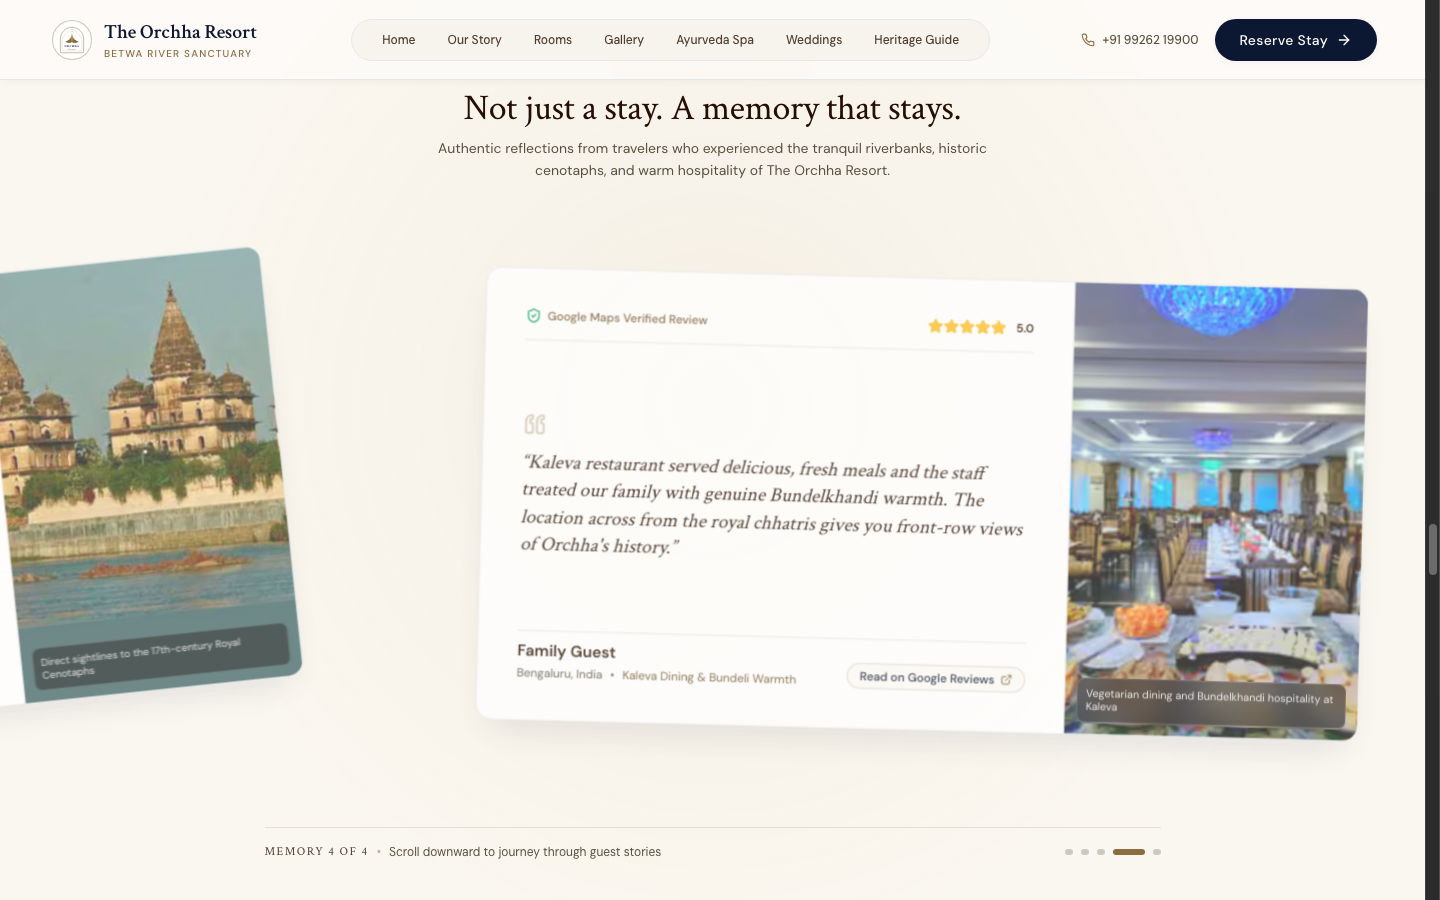 The Orchha Resort
BETWA RIVER SANCTUARY
Home
Our Story
Rooms
Gallery
Ayurveda Spa
Weddings
Heritage Guide
+91 99262 19900
Reserve Stay
Not just a stay. A memory that stays.
Authentic reflections from travelers who experienced the tranquil riverbanks, historic
cenotaphs, and warm hospitality of The Orchha Resort.
Direct sightlines to the 17th-century Royal
Cenotaphs
Google Maps Verified Review
5.0
“Kaleva restaurant served delicious, fresh meals and the staff
treated our family with genuine Bundelkhandi warmth. The
location across from the royal chhatris gives you front-row views
of Orchha's history.”
Family Guest
Bengaluru, India • Kaleva Dining & Bundeli Warmth
Read on Google Reviews
Vegetarian dining and Bundelkhandi hospitality at
Kaleva
MEMORY 4 OF 4 • Scroll downward to journey through guest stories